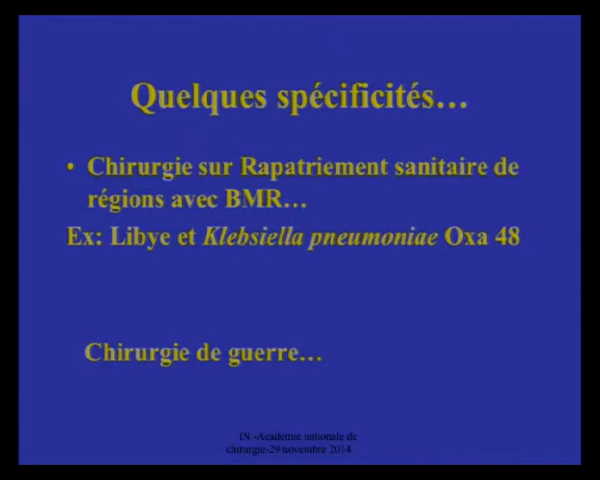 Quelques spécificités…
• Chirurgie sur Rapatriement sanitaire de
régions avec BMR…
Ex: Libye et Klebsiella pneumoniae Oxa 48
Chirurgie de guerre…
IN -Académie nationale de
chirurgie-29 novembre 2014